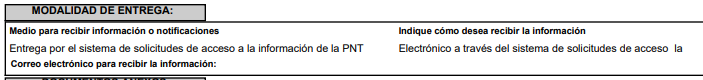 MODALIDAD DE ENTREGA:
Medio para recibir información o notificaciones
Indique cómo desea recibir la información
Entrega por el sistema de solicitudes de acceso a la información de la PNT
Electrónico a través del sistema de solicitudes de acceso la
Correo electrónico para recibir la información: